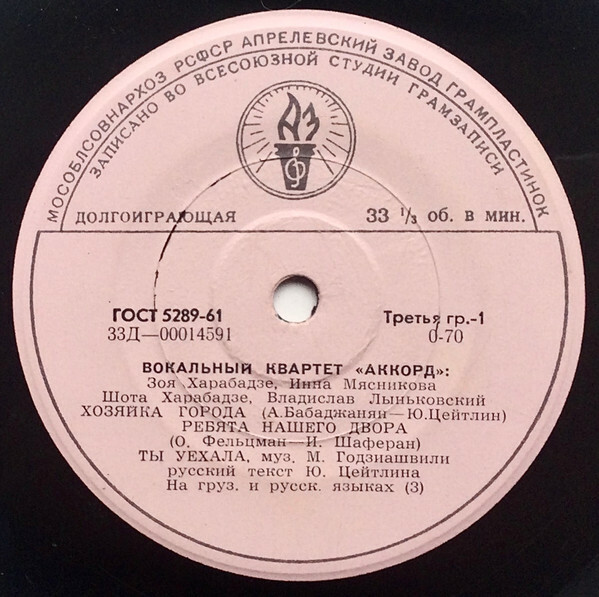 МОСОБЛСОВНАРХОЗ РСФСР АПРЕЛЕВСКИЙ ЗАВОД ГРАМПЛАСТИНОК
ЗАПИСАНО ВО ВСЕСОЮЗНОЙ СТУДИИ ГРАМЗАПИСИ
АЗ
ДОЛГОИГРАЮЩАЯ 33 ⅓ об. в мин.
ГОСТ 5289-61 Третья гр.-1
33Д—00014591 0-70
ВОКАЛЬНЫЙ КВАРТЕТ «АККОРД»:
Зоя Харабадзе, Инна Мясникова
Шота Харабадзе, Владислав Лыньковский
ХОЗЯЙКА ГОРОДА (А.Бабаджанян—Ю.Цейтлин)
РЕБЯТА НАШЕГО ДВОРА
(О. Фельцман—И. Шаферан)
ТЫ УЕХАЛА, муз. М. Годзиашвили
русский текст Ю. Цейтлина
На груз. и русск. языках (3)